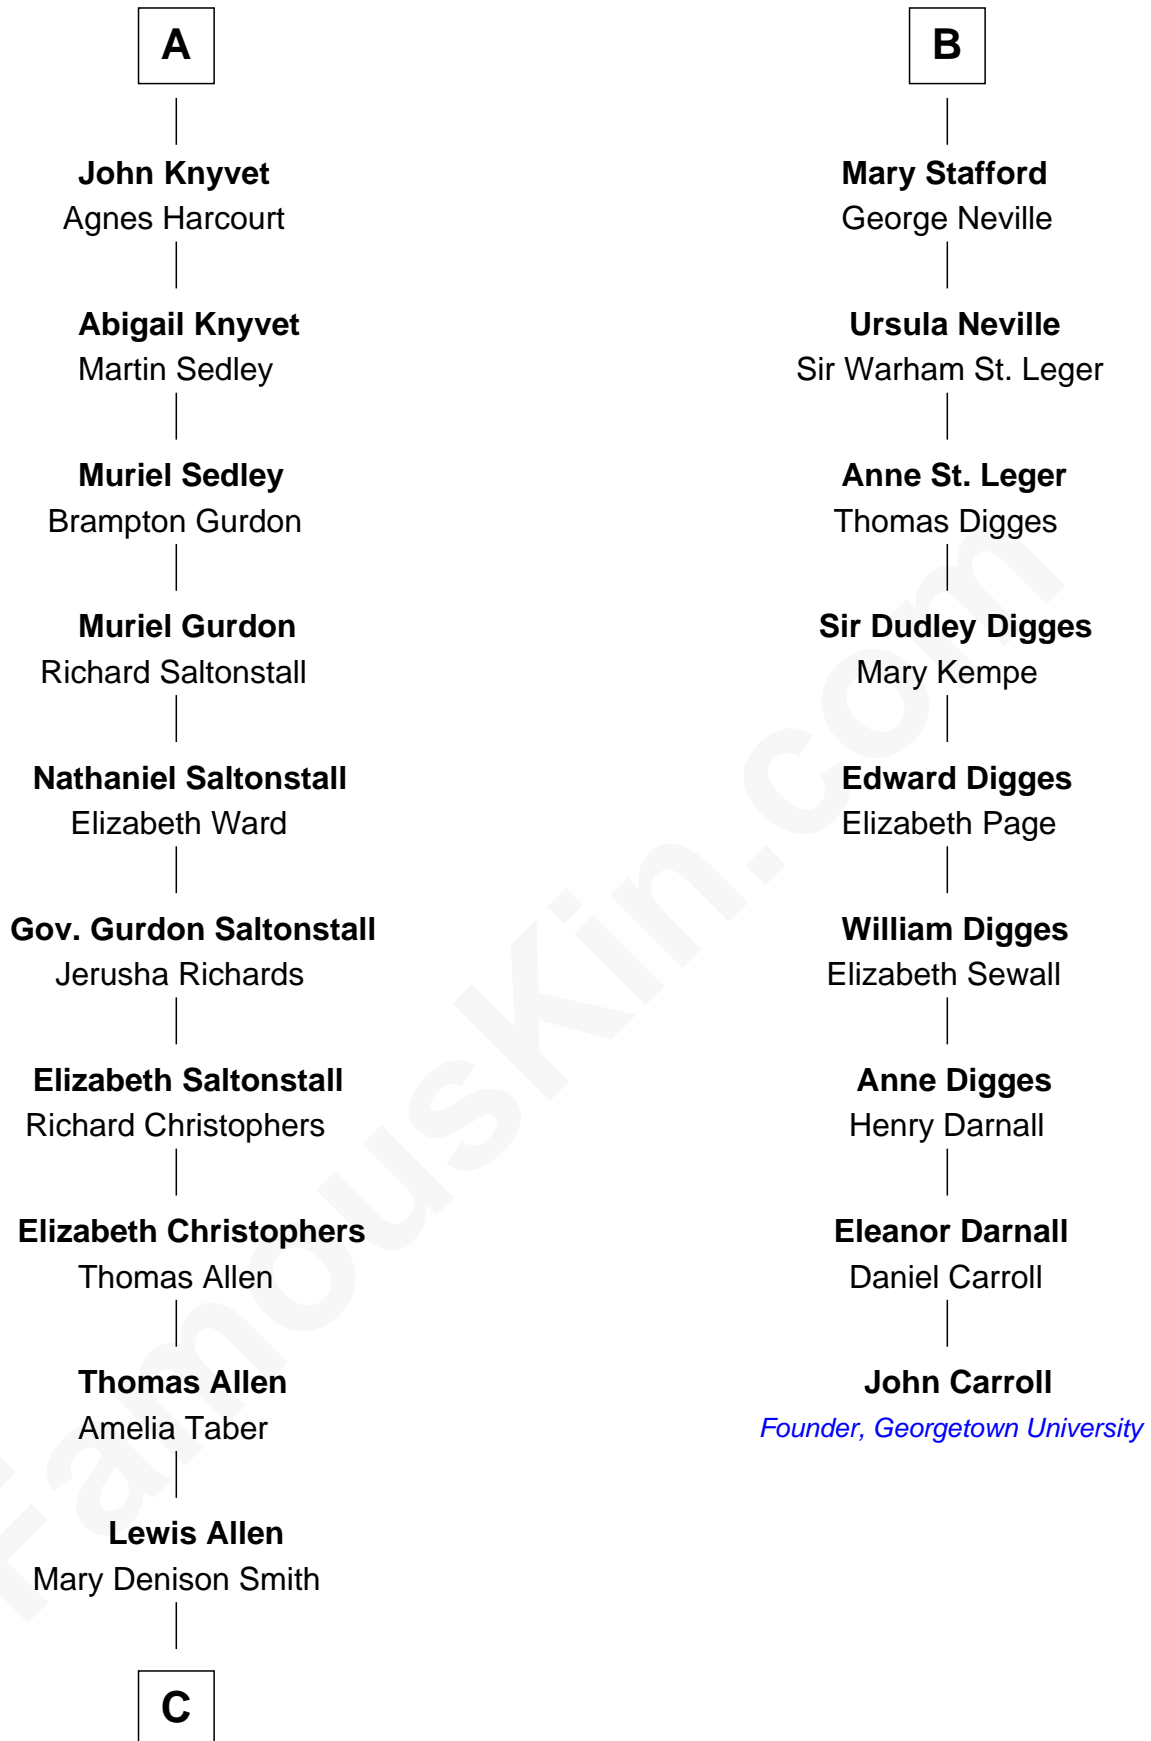 A
John Knyvet
Agnes Harcourt
Abigail Knyvet
Martin Sedley
Muriel Sedley
Brampton Gurdon
Muriel Gurdon
Richard Saltonstall
Nathaniel Saltonstall
Elizabeth Ward
Gov. Gurdon Saltonstall
Jerusha Richards
Elizabeth Saltonstall
Richard Christophers
Elizabeth Christophers
Thomas Allen
Thomas Allen
Amelia Taber
Lewis Allen
Mary Denison Smith
C
B
Mary Stafford
George Neville
Ursula Neville
Sir Warham St. Leger
Anne St. Leger
Thomas Digges
Sir Dudley Digges
Mary Kempe
Edward Digges
Elizabeth Page
William Digges
Elizabeth Sewall
Anne Digges
Henry Darnall
Eleanor Darnall
Daniel Carroll
John Carroll
Founder, Georgetown University
FamousKin.com